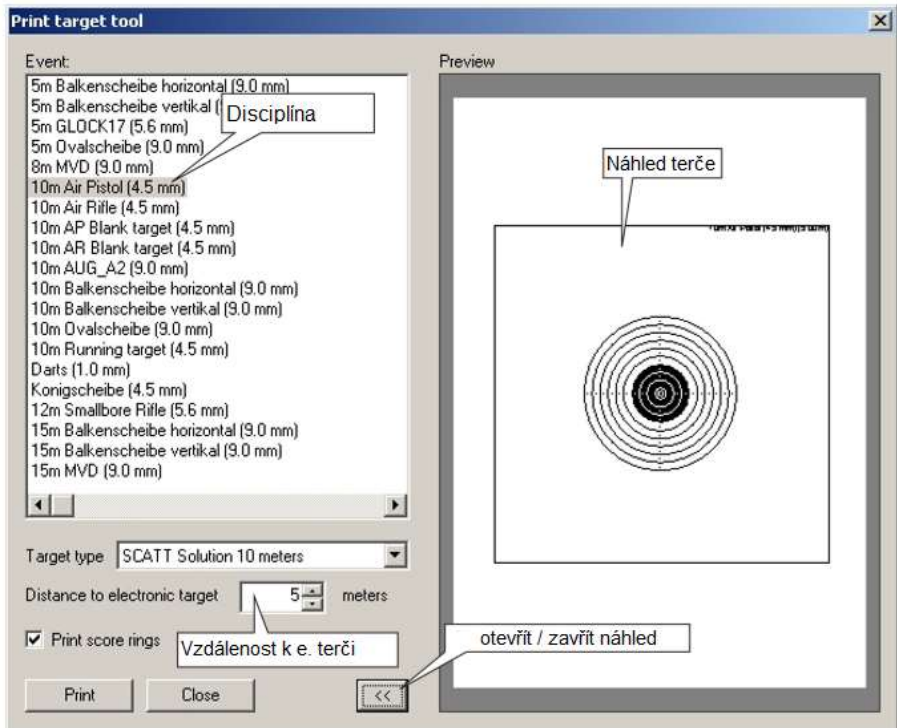 Print target tool
Event:
5m Balkenscheibe horizontal (9.0 mm)
5m Balkenscheibe vertikal (
5m GLOCK17 (5.6 mm)
5m Ovalscheibe (9.0 mm)
8m MVD (9.0 mm)
10m Air Pistol (4.5 mm)
10m Air Rifle (4.5 mm)
10m AP Blank target (4.5 mm)
10m AR Blank target (4.5 mm)
10m AUG_A2 (9.0 mm)
10m Balkenscheibe horizontal (9.0 mm)
10m Balkenscheibe vertikal (9.0 mm)
10m Ovalscheibe (9.0 mm)
10m Running target (4.5 mm)
Darts (1.0 mm)
Konigscheibe (4.5 mm)
12m Smallbore Rifle (5.6 mm)
15m Balkenscheibe horizontal (9.0 mm)
15m Balkenscheibe vertikal (9.0 mm)
15m MVD (9.0 mm)
Disciplína
Target type SCATT Solution 10 meters
Distance to electronic target 5 meters
Print score rings
Vzdálenost k e. terči
Print Close <<
Preview
Náhled terče
otevřít / zavřít náhled